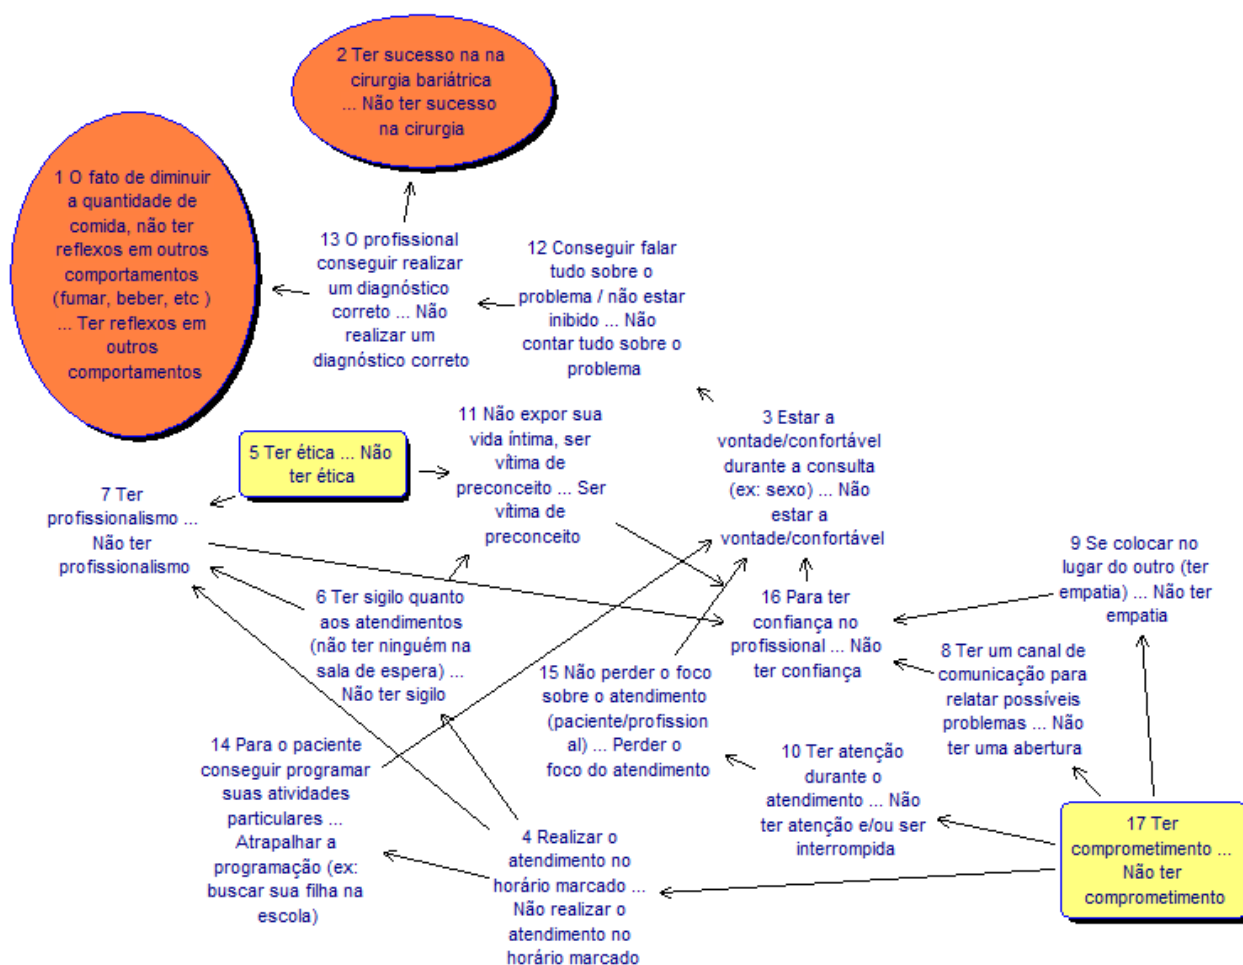 2 Ter sucesso na na
cirurgia bariátrica
... Não ter sucesso
na cirurgia
1 O fato de diminuir
a quantidade de
comida, não ter
reflexos em outros
comportamentos
(fumar, beber, etc )
... Ter reflexos em
outros
comportamentos
13 O profissional
conseguir realizar
um diagnóstico
correto ... Não
realizar um
diagnóstico correto
12 Conseguir falar
tudo sobre o
problema / não estar
inibido ... Não
contar tudo sobre o
problema
11 Não expor sua
vida íntima, ser
vítima de
preconceito ... Ser
vítima de
preconceito
3 Estar a
vontade/confortável
durante a consulta
(ex: sexo) ... Não
estar a
vontade/confortável
5 Ter ética ... Não
ter ética
7 Ter
profissionalismo ...
Não ter
profissionalismo
9 Se colocar no
lugar do outro (ter
empatia) ... Não ter
empatia
6 Ter sigilo quanto
aos atendimentos
(não ter ninguém na
sala de espera) ...
Não ter sigilo
16 Para ter
confiança no
profissional ... Não
ter confiança
8 Ter um canal de
comunicação para
relatar possíveis
problemas ... Não
ter uma abertura
15 Não perder o foco
sobre o atendimento
(paciente/profission
al) ... Perder o
foco do atendimento
14 Para o paciente
conseguir programar
suas atividades
particulares ...
Atrapalhar a
programação (ex:
buscar sua filha na
escola)
10 Ter atenção
durante o
atendimento ... Não
ter atenção e/ou ser
interrompida
4 Realizar o
atendimento no
horário marcado ...
Não realizar o
atendimento no
horário marcado
17 Ter
comprometimento ...
Não ter
comprometimento